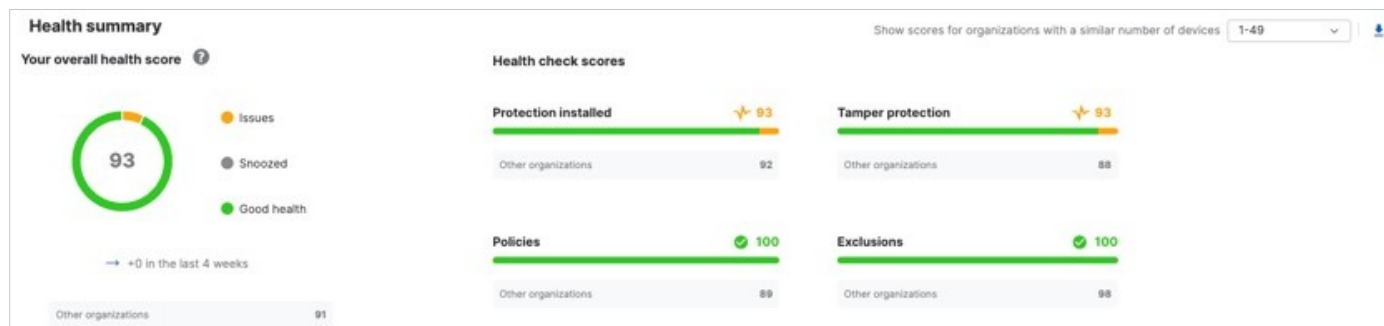 Health summary
Show scores for organizations with a similar number of devices 1-49
Your overall health score ?
Health check scores
93
Issues
Snoozed
Good health
→ +0 in the last 4 weeks
Other organizations 91
Protection installed 93
Other organizations 92
Tamper protection 93
Other organizations 88
Policies 100
Other organizations 89
Exclusions 100
Other organizations 98